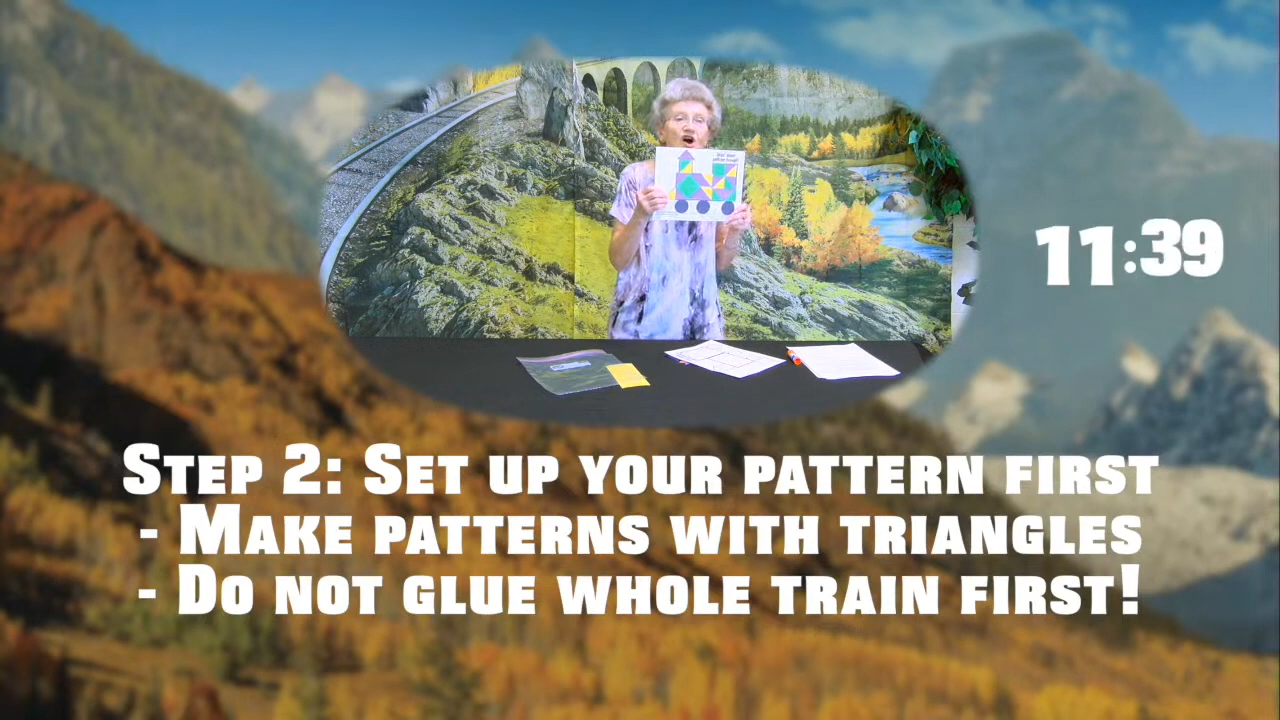 11:39
Step 2: Set up your pattern first
- Make patterns with triangles
- Do not glue whole train first!